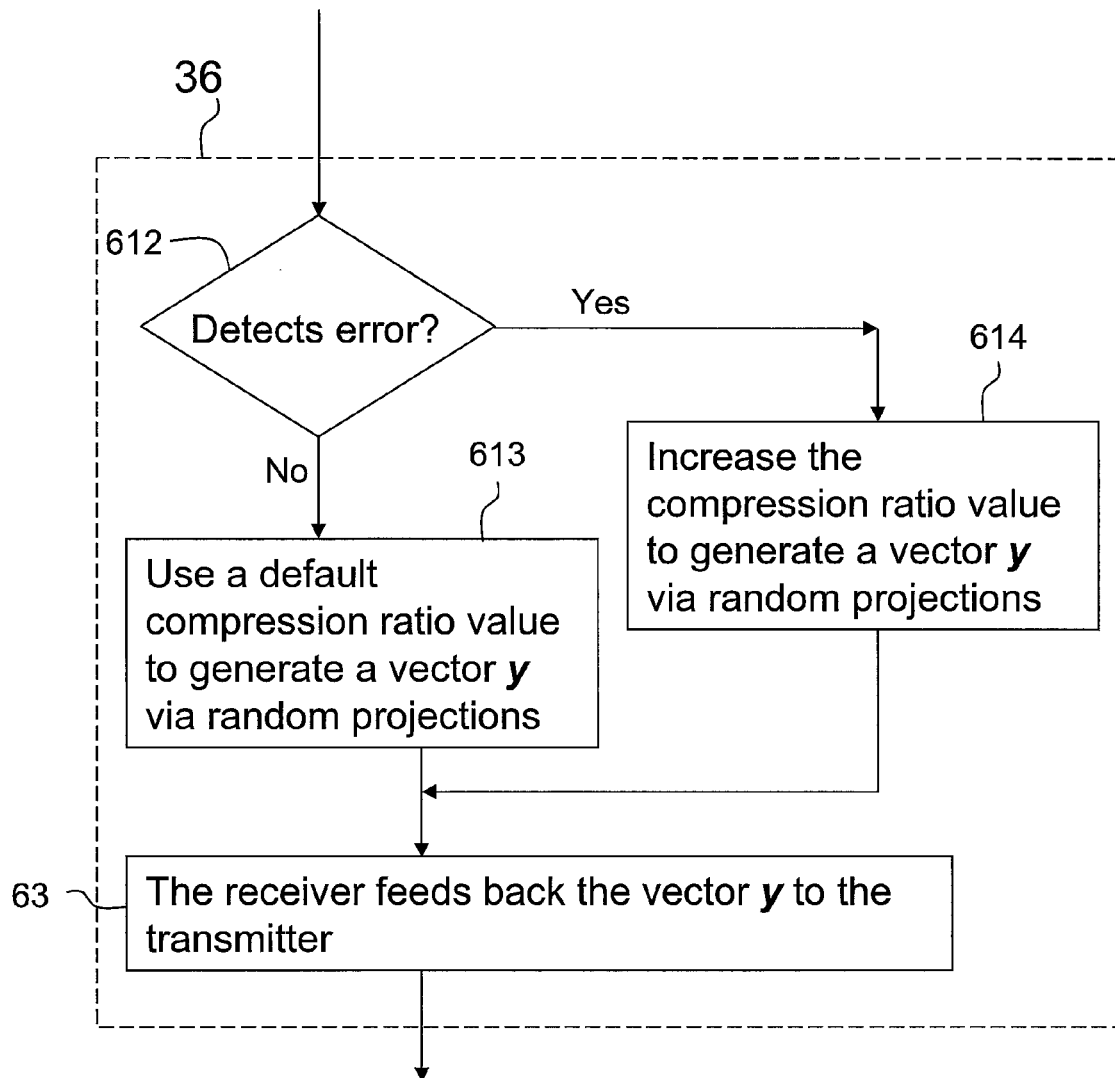 36
612
Detects error?
Yes
No
614
Increase the
compression ratio value
to generate a vector y
via random projections
613
Use a default
compression ratio value
to generate a vector y
via random projections
63
The receiver feeds back the vector y to the
transmitter